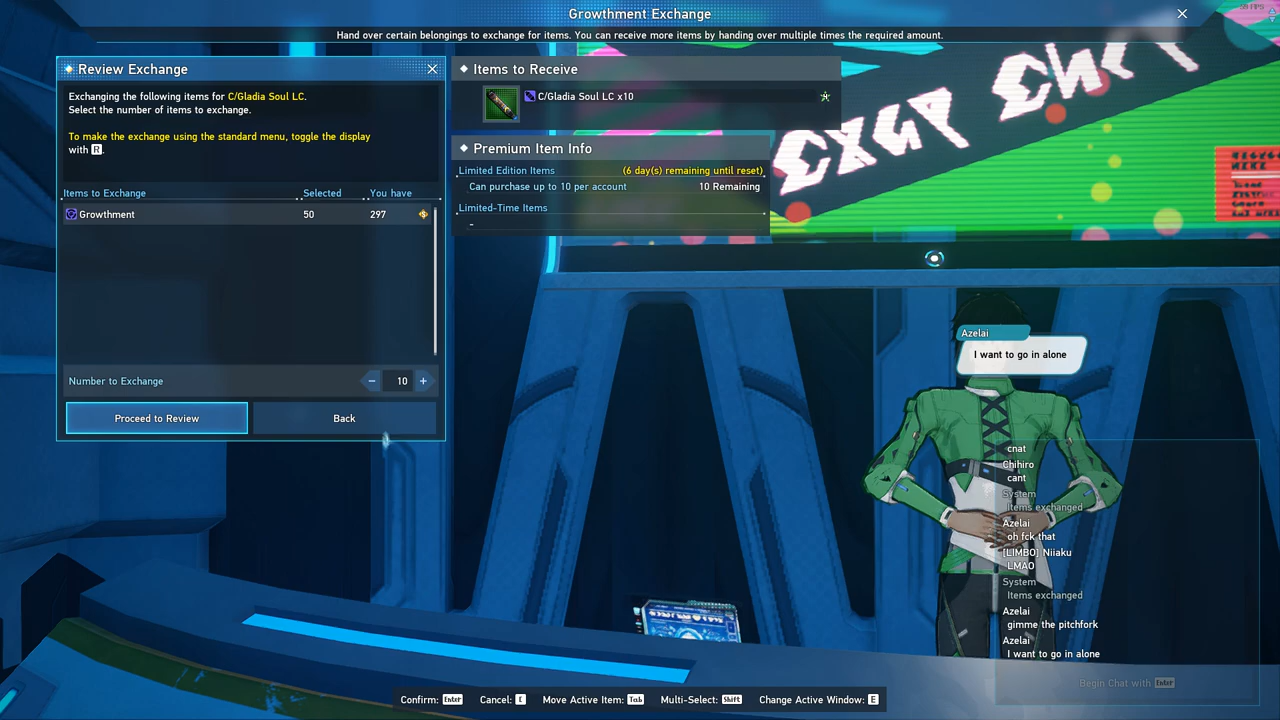 Growthment Exchange
Hand over certain belongings to exchange for items. You can receive more items by handing over multiple times the required amount.
Review Exchange
Exchanging the following items for C/Gladia Soul LC.
Select the number of items to exchange.
To make the exchange using the standard menu, toggle the display
with R.
Items to Exchange Selected You have
Growthment 50 297
Number to Exchange 10
Proceed to Review Back
Items to Receive
C/Gladia Soul LC x10
Premium Item Info
Limited Edition Items (6 day(s) remaining until reset)
Can purchase up to 10 per account 10 Remaining
Limited-Time Items
-
Azelai
I want to go in alone
cnat
Chihiro
cant
System
Items exchanged
Azelai
oh fck that
[LIMBO] Niiaku
LMAO
System
Items exchanged
Azelai
gimme the pitchfork
Azelai
I want to go in alone
Begin Chat with Enter
Confirm: Enter Cancel: Move Active Item: Tab Multi-Select: Shift Change Active Window: E